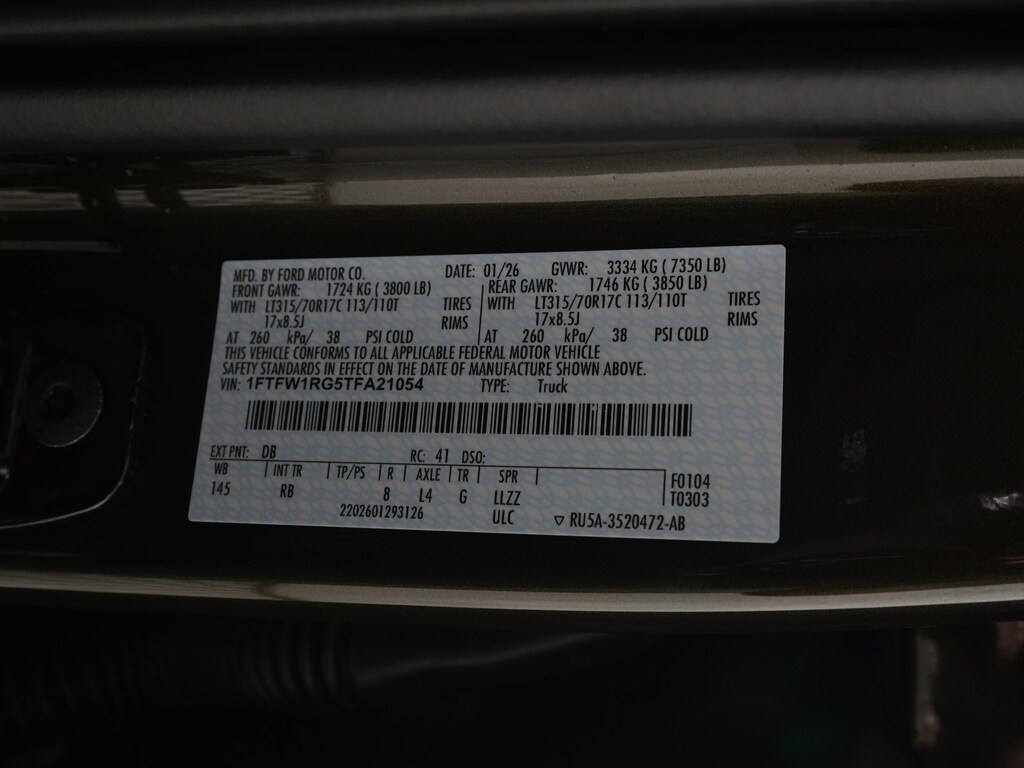 MFD. BY FORD MOTOR CO. DATE: 01/26 GVWR: 3334 KG ( 7350 LB)
FRONT GAWR: 1724 KG ( 3800 LB) REAR GAWR: 1746 KG ( 3850 LB)
WITH LT315/70R17C 113/110T TIRES WITH LT315/70R17C 113/110T TIRES
17x8.5J RIMS 17x8.5J RIMS
AT 260 kPa/ 38 PSI COLD AT 260 kPa/ 38 PSI COLD
THIS VEHICLE CONFORMS TO ALL APPLICABLE FEDERAL MOTOR VEHICLE
SAFETY STANDARDS IN EFFECT ON THE DATE OF MANUFACTURE SHOWN ABOVE.
VIN: 1FTFW1RG5TFA21054 TYPE: Truck
EXT PNT: DB RC: 41 DSO:
WB INT TR TP/PS R AXLE TR SPR F0104
145 RB 8 L4 G LLZZ T0303
2202601293126 ULC ▽ RU5A-3520472-AB